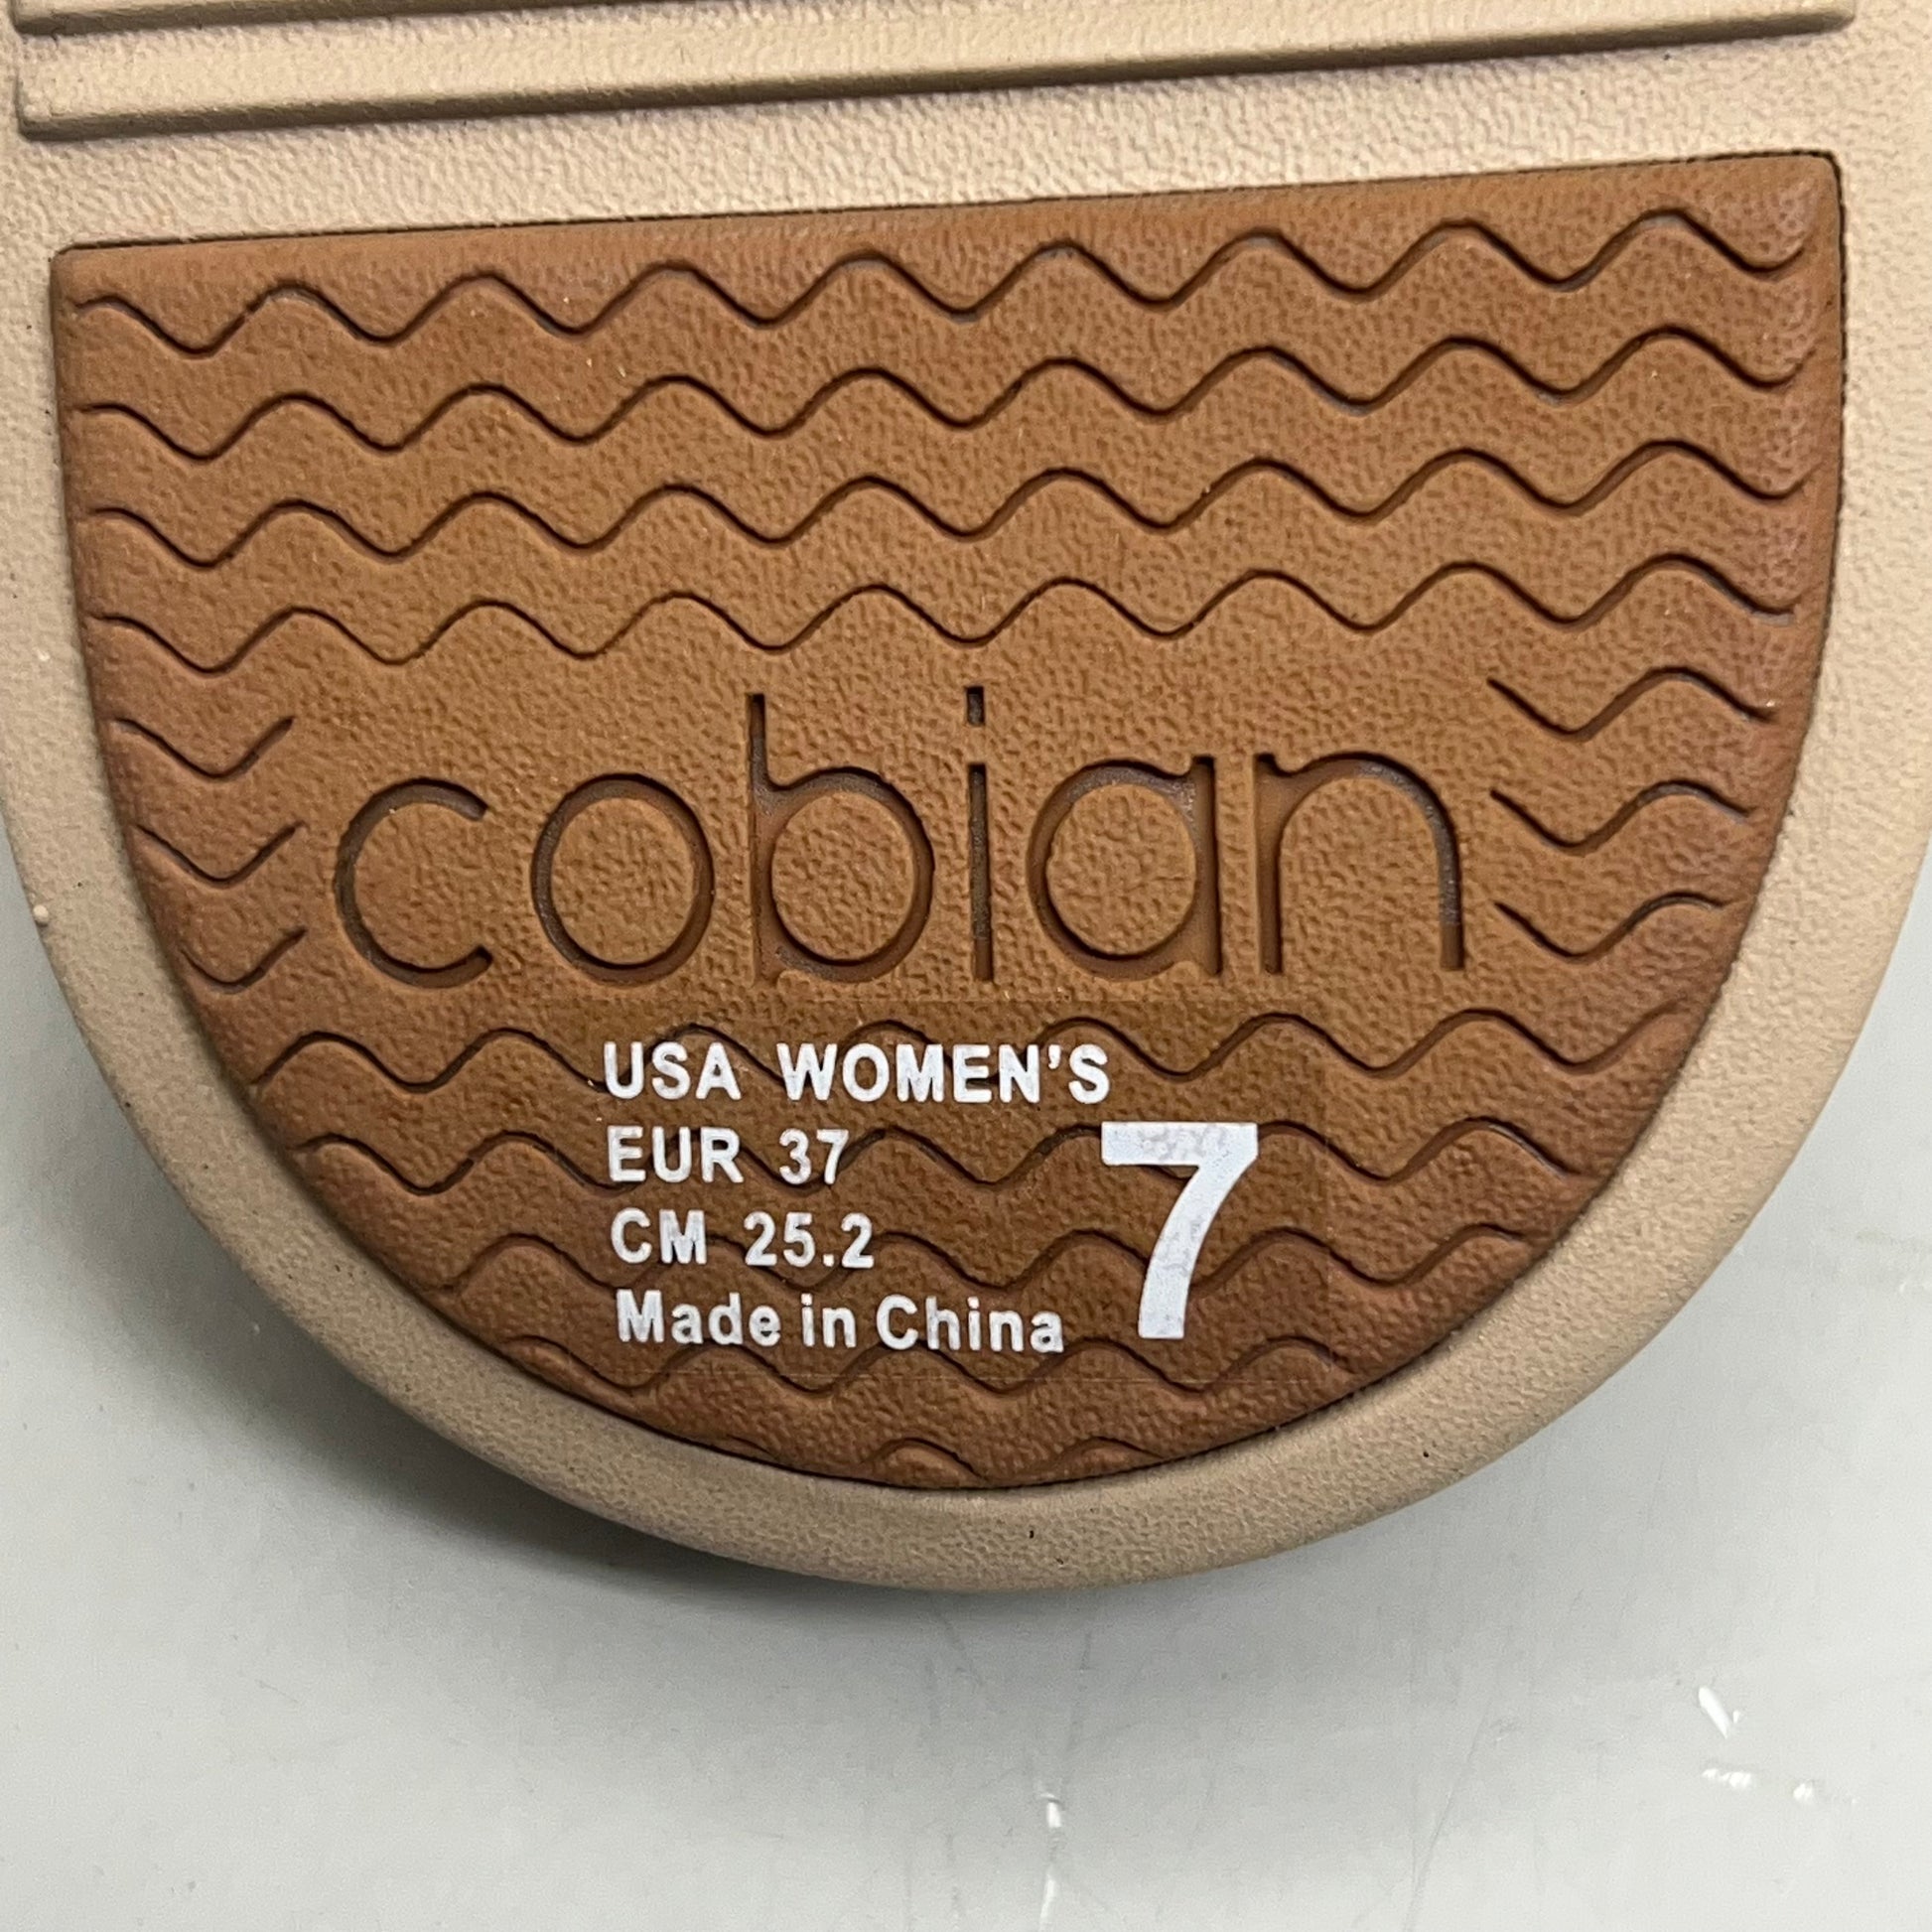 cobian
USA WOMEN'S
EUR 37
CM 25.2
Made in China
7